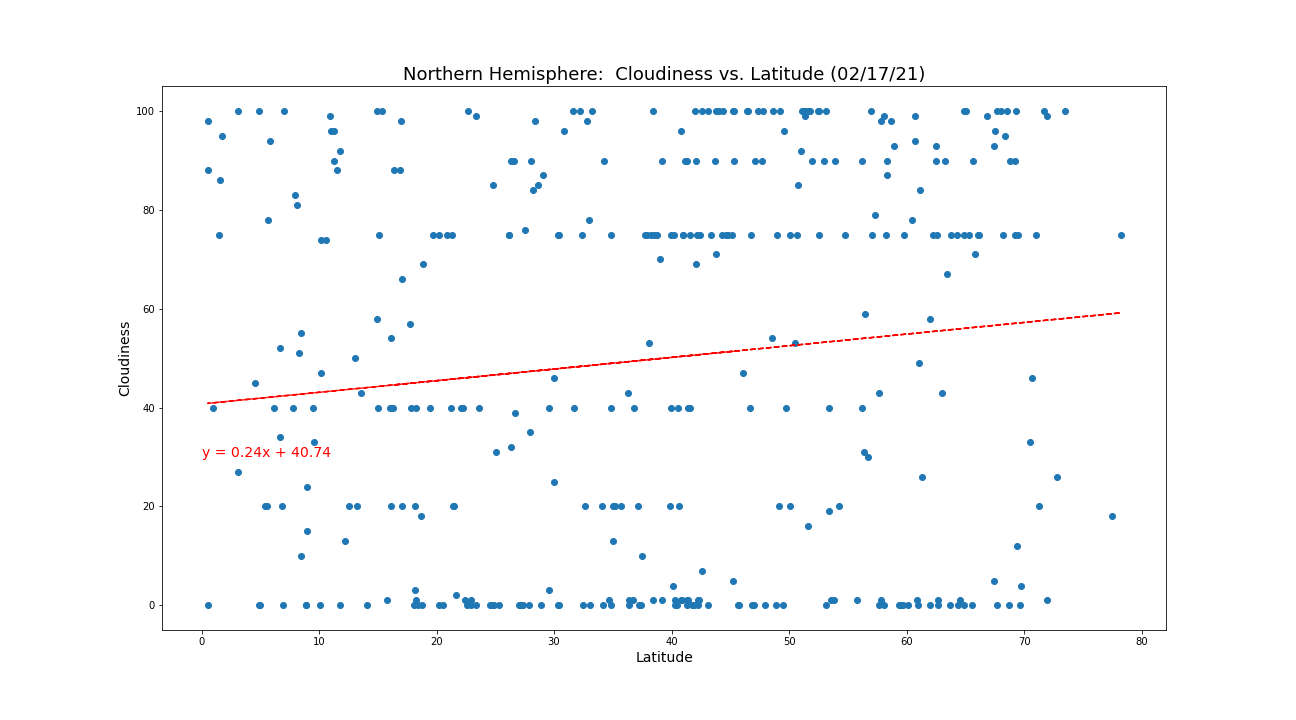 Northern Hemisphere:  Cloudiness vs. Latitude (02/17/21)
100
80
60
40
20
0
Cloudiness
y = 0.24x + 40.74
0 10 20 30 40 50 60 70 80
Latitude